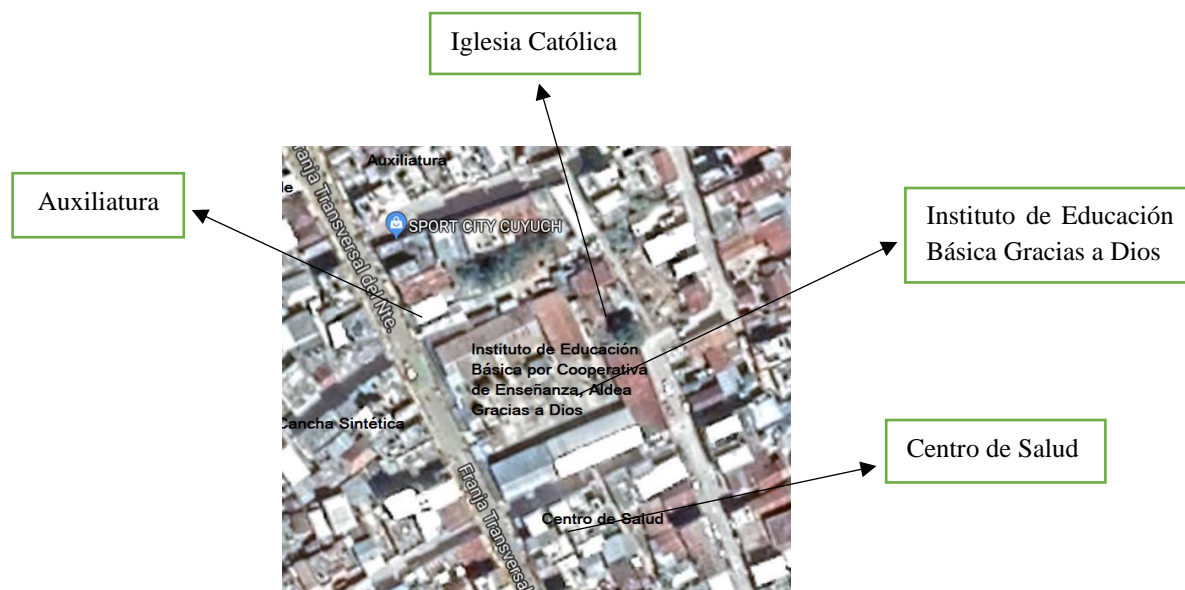 Iglesia Católica
Auxiliatura
Instituto de Educación
Básica Gracias a Dios
Centro de Salud
Franja Transversal del Nte.
Auxiliatura
de
SPORT CITY CUYUCH
Instituto de Educación
Básica por Cooperativa
de Enseñanza, Aldea
Gracias a Dios
Cancha Sintética
Franja Transversal
Centro de Salud